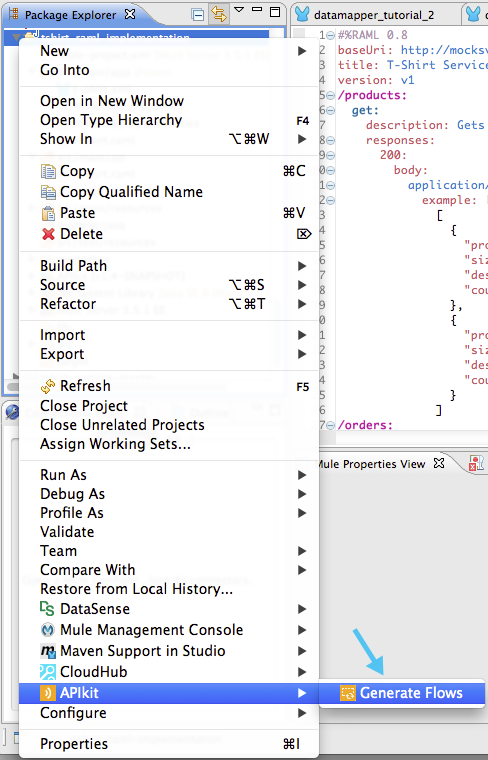 Package Explorer
datamapper_tutorial_2
tshirt_raml_implementation
New
Go Into
Open in New Window
Open Type Hierarchy F4
Show In ⌥⌘W
Copy ⌘C
Copy Qualified Name
Paste ⌘V
Delete ⌦
Build Path
Source ⌥⌘S
Refactor ⌥⌘T
Import
Export
Refresh F5
Close Project
Close Unrelated Projects
Assign Working Sets...
Run As
Debug As
Profile As
Validate
Team
Compare With
Restore from Local History...
DS DataSense
Mule Management Console
m Maven Support in Studio
CloudHub
APIkit
Configure
Properties ⌘I
Generate Flows
1 #%RAML 0.8
2 baseUri: http://mocksv
3 title: T-Shirt Service
4 version: v1
5 /products:
6 get:
7 description: Gets
8 responses:
9 200:
0 body:
1 application/
2 example:
3 [
4 {
5 "pro
6 "siz
7 "des
8 "cou
9 },
0 {
"pro
2 "siz
3 "des
4 "cou
5 }
6 ]
7 /orders:
Mule Properties View